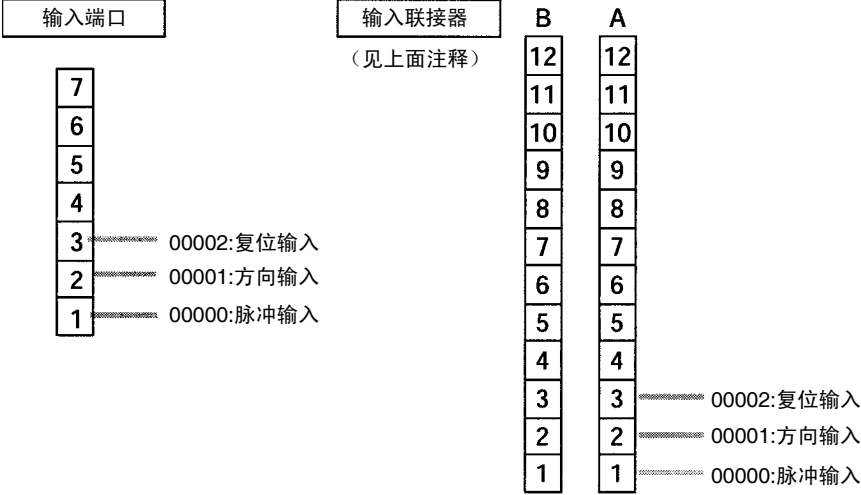 输入端口
7
6
5
4
3 00002:复位输入
2 00001:方向输入
1 00000:脉冲输入
输入联接器
（见上面注释）
B A
12 12
11 11
10 10
9 9
8 8
7 7
6 6
5 5
4 4
3 3 00002:复位输入
2 2 00001:方向输入
1 1 00000:脉冲输入